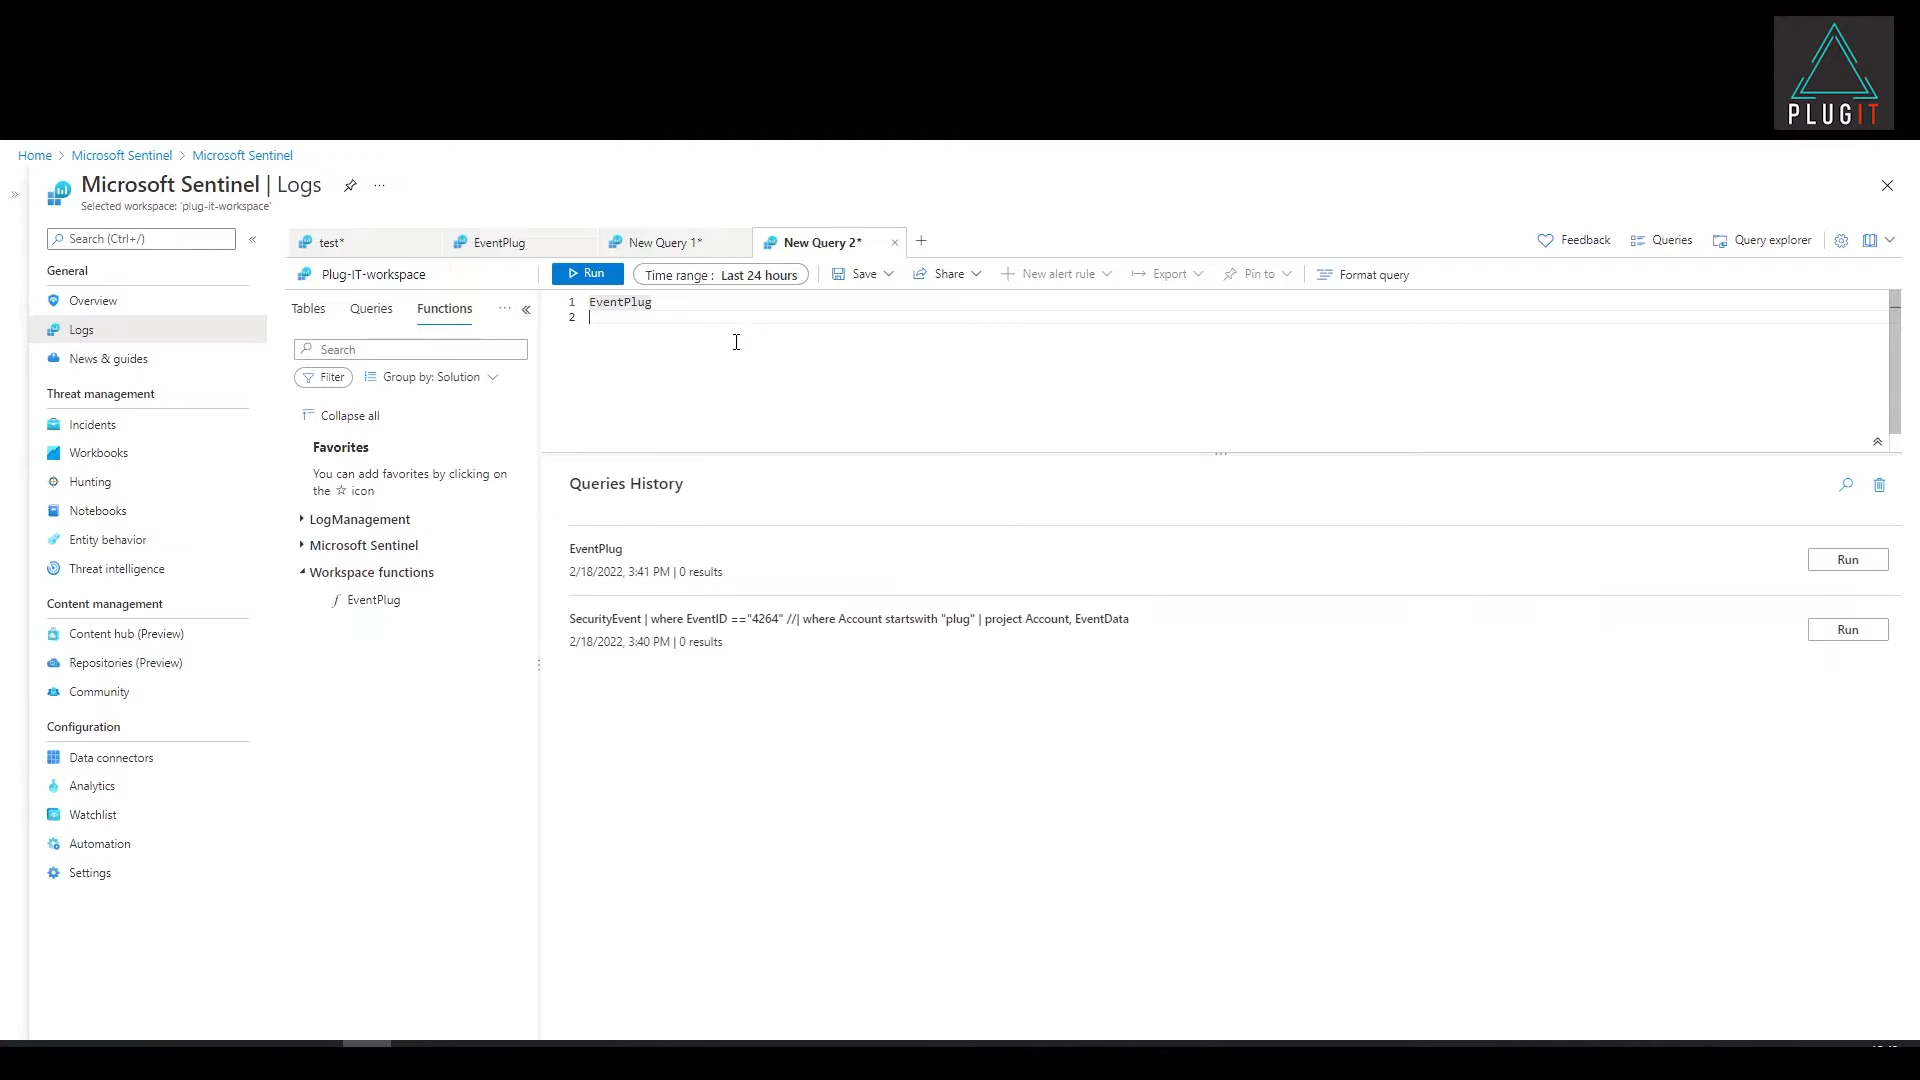 PLUGIT
Home > Microsoft Sentinel > Microsoft Sentinel
Microsoft Sentinel | Logs
Selected workspace: 'plug-it-workspace'
Search (Ctrl+/)
General
Overview
Logs
News & guides
Threat management
Incidents
Workbooks
Hunting
Notebooks
Entity behavior
Threat intelligence
Content management
Content hub (Preview)
Repositories (Preview)
Community
Configuration
Data connectors
Analytics
Watchlist
Automation
Settings
test*
EventPlug
New Query 1*
New Query 2*
Feedback
Queries
Query explorer
Plug-IT-workspace
Run
Time range : Last 24 hours
Save
Share
New alert rule
Export
Pin to
Format query
Tables
Queries
Functions
Search
Filter
Group by: Solution
Collapse all
Favorites
You can add favorites by clicking on
the ☆ icon
LogManagement
Microsoft Sentinel
Workspace functions
f EventPlug
1 EventPlug
2
Queries History
EventPlug
2/18/2022, 3:41 PM | 0 results
Run
SecurityEvent | where EventID =="4264" //| where Account startswith "plug" | project Account, EventData
2/18/2022, 3:40 PM | 0 results
Run